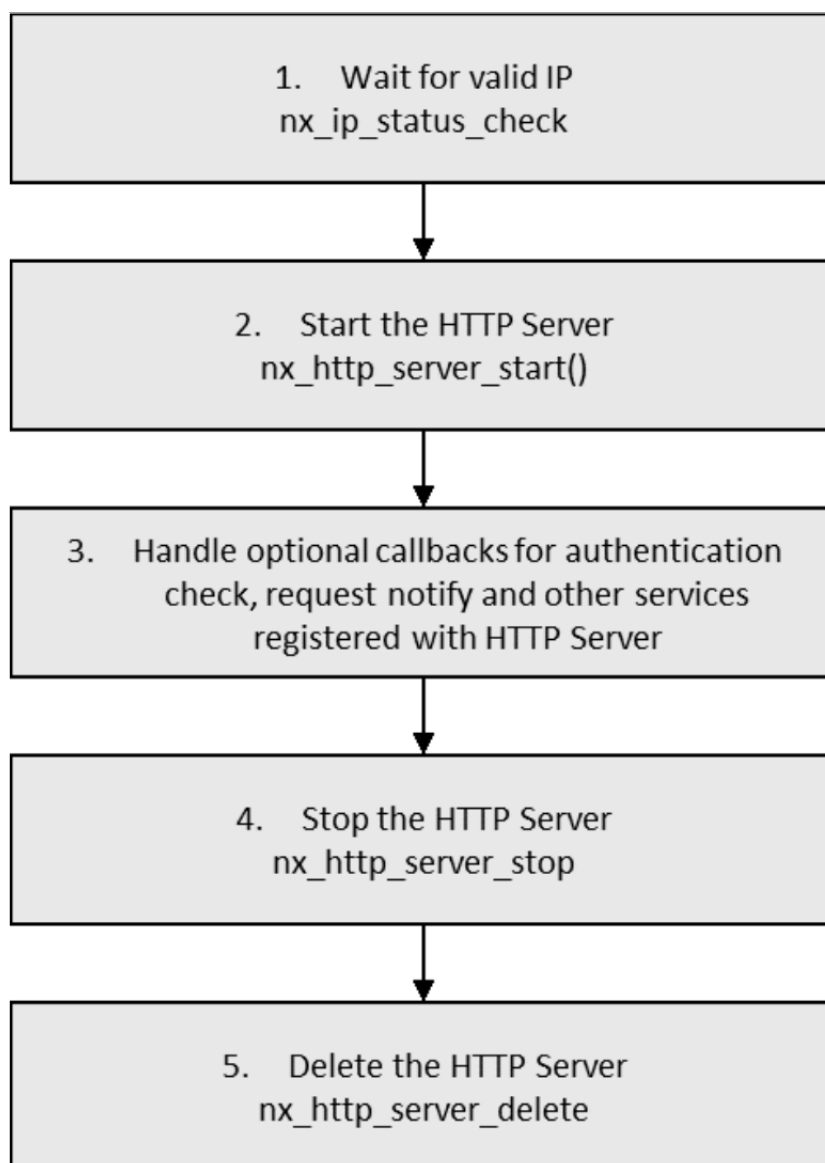 1. Wait for valid IP
nx_ip_status_check
2. Start the HTTP Server
nx_http_server_start()
3. Handle optional callbacks for authentication
check, request notify and other services
registered with HTTP Server
4. Stop the HTTP Server
nx_http_server_stop
5. Delete the HTTP Server
nx_http_server_delete